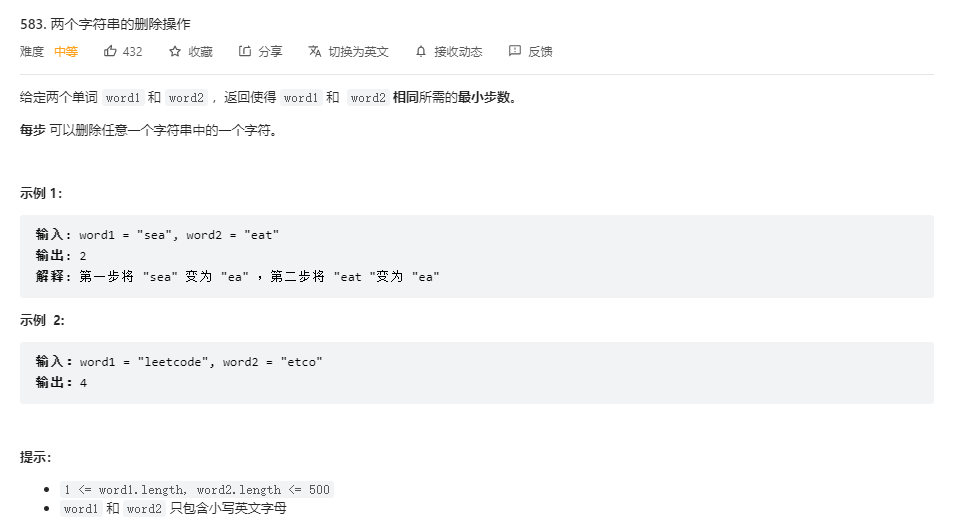 583. 两个字符串的删除操作
难度 中等 432 收藏 分享 切换为英文 接收动态 反馈
给定两个单词 word1 和 word2 ，返回使得 word1 和 word2 相同所需的最小步数。
每步 可以删除任意一个字符串中的一个字符。
示例 1：
输入: word1 = "sea", word2 = "eat"
输出: 2
解释: 第一步将 "sea" 变为 "ea" ，第二步将 "eat "变为 "ea"
示例 2:
输入：word1 = "leetcode", word2 = "etco"
输出：4
提示：
• 1 <= word1.length, word2.length <= 500
• word1 和 word2 只包含小写英文字母